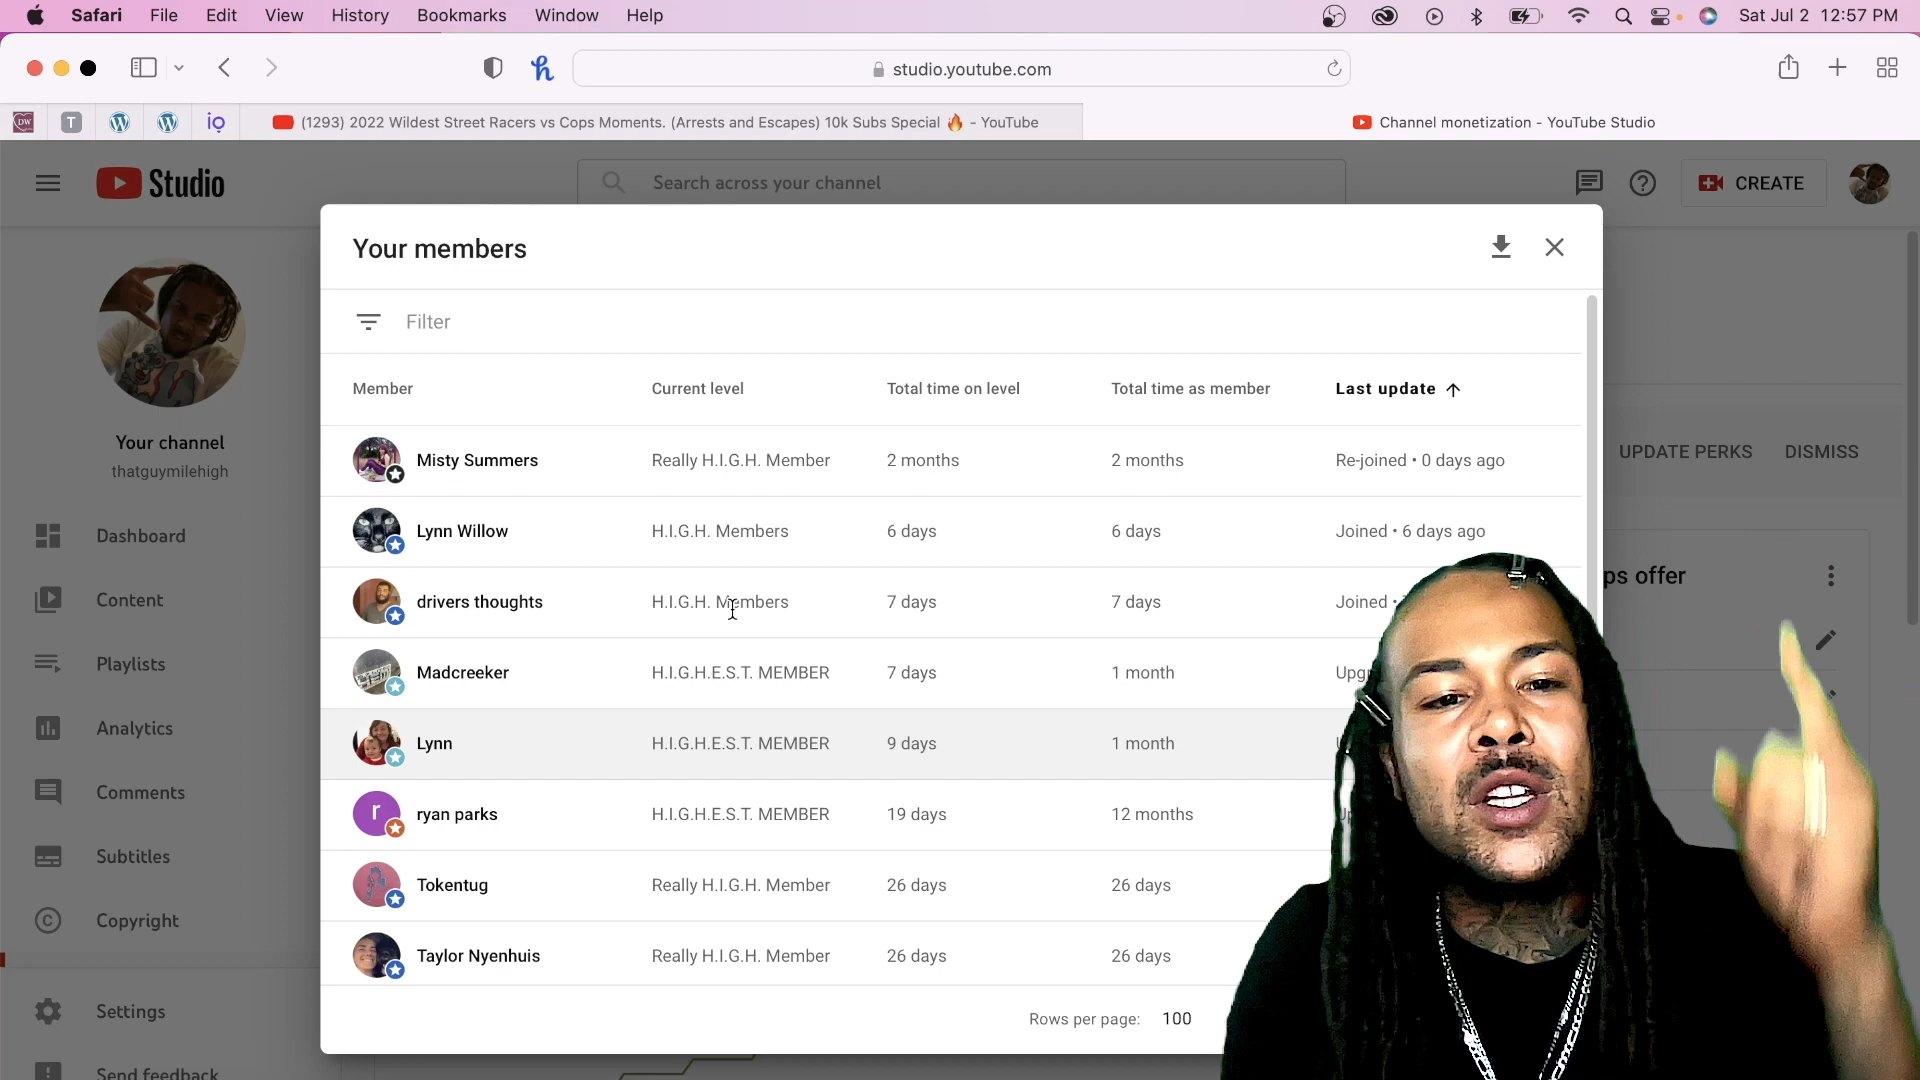 Safari File Edit View History Bookmarks Window Help Sat Jul 2 12:57 PM
studio.youtube.com
DW T iQ (1293) 2022 Wildest Street Racers vs Cops Moments. (Arrests and Escapes) 10k Subs Special 🔥 - YouTube Channel monetization - YouTube Studio
Studio Search across your channel CREATE
Your members
Filter
Member Current level Total time on level Total time as member Last update
Misty Summers Really H.I.G.H. Member 2 months 2 months Re-joined • 0 days ago
Lynn Willow H.I.G.H. Members 6 days 6 days Joined • 6 days ago
drivers thoughts H.I.G.H. Members 7 days 7 days Joined •
Madcreeker H.I.G.H.E.S.T. MEMBER 7 days 1 month Upgr
Lynn H.I.G.H.E.S.T. MEMBER 9 days 1 month
r ryan parks H.I.G.H.E.S.T. MEMBER 19 days 12 months
Tokentug Really H.I.G.H. Member 26 days 26 days
Taylor Nyenhuis Really H.I.G.H. Member 26 days 26 days
Rows per page: 100
Your channel
thatguymilehigh
Dashboard
Content
Playlists
Analytics
Comments
Subtitles
Copyright
Settings
Send feedback
UPDATE PERKS DISMISS
ps offer